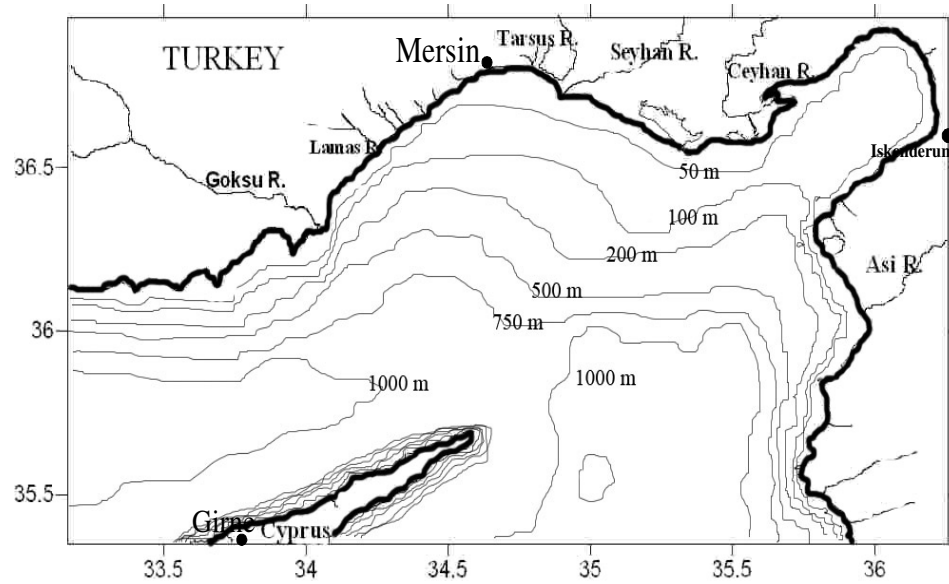 TURKEY
Mersin
Tarsus R.
Seyhan R.
Ceyhan R.
Lamas R.
Iskenderun
36.5
Goksu R.
50 m
100 m
200 m
Asi R.
500 m
36
750 m
1000 m
1000 m
35.5
Girne
Cyprus
33.5
34
34.5
35
35.5
36